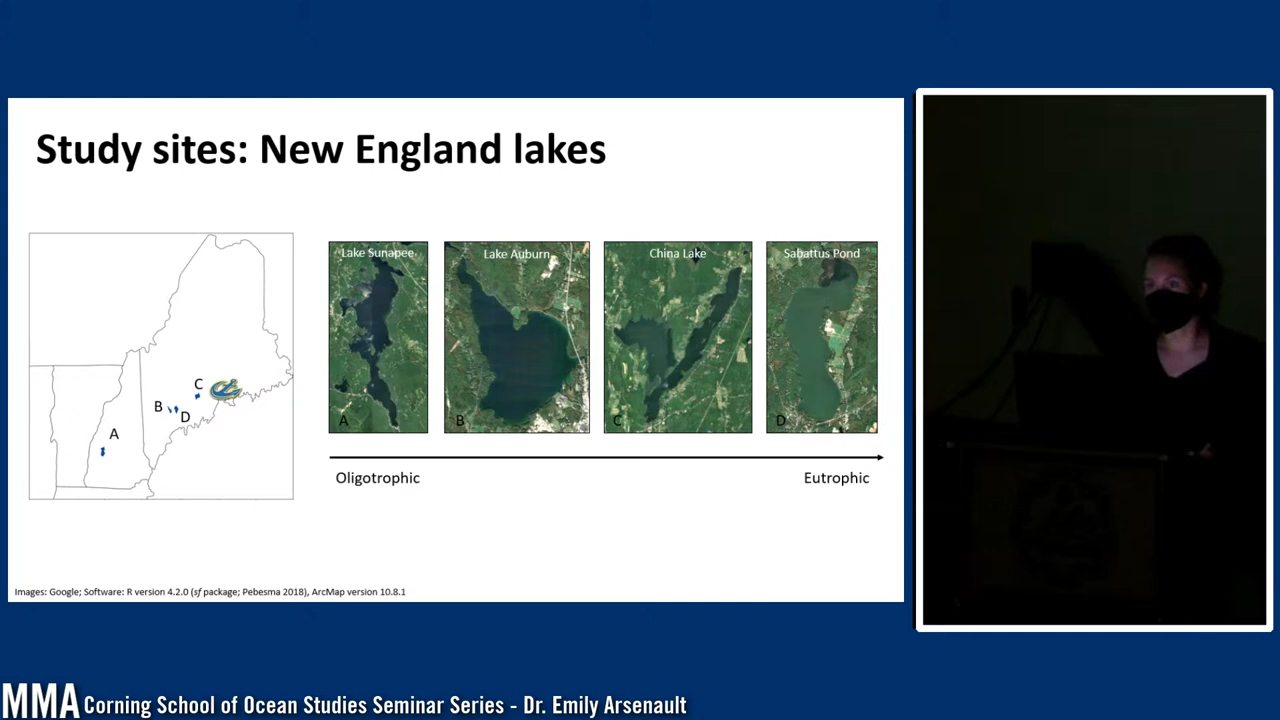 Study sites: New England lakes
Lake Sunapee
Lake Auburn
China Lake
Sabattus Pond
C
B
D
A
A
B
C
D
Oligotrophic
Eutrophic
Images: Google; Software: R version 4.2.0 (sf package; Pebesma 2018), ArcMap version 10.8.1
MMA Corning School of Ocean Studies Seminar Series - Dr. Emily Arsenault